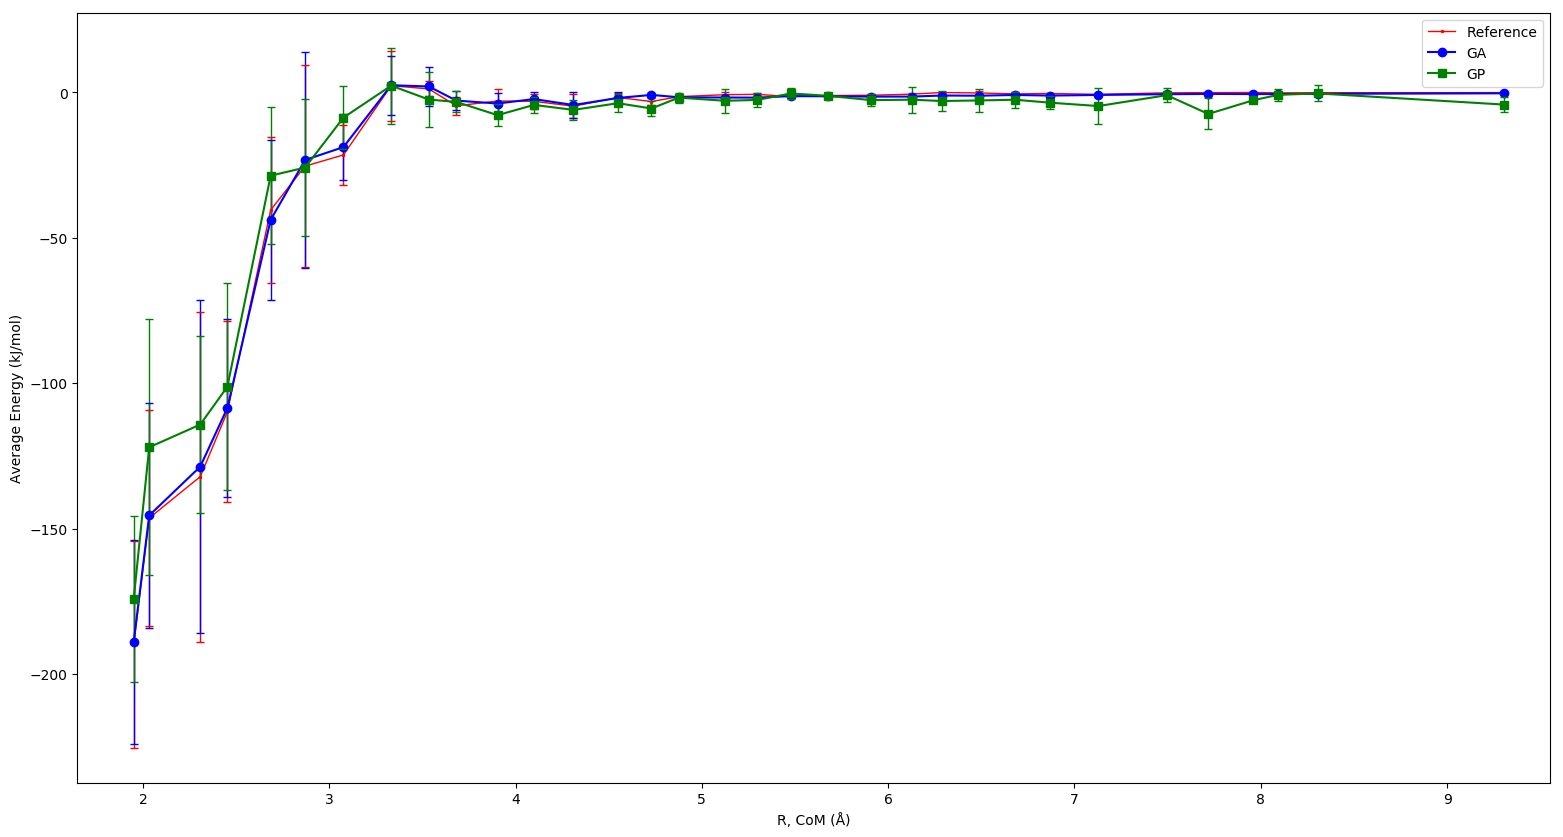 Reference
GA
GP
0
−50
−100
−150
−200
Average Energy (kJ/mol)
2 3 4 5 6 7 8 9
R, CoM (Å)